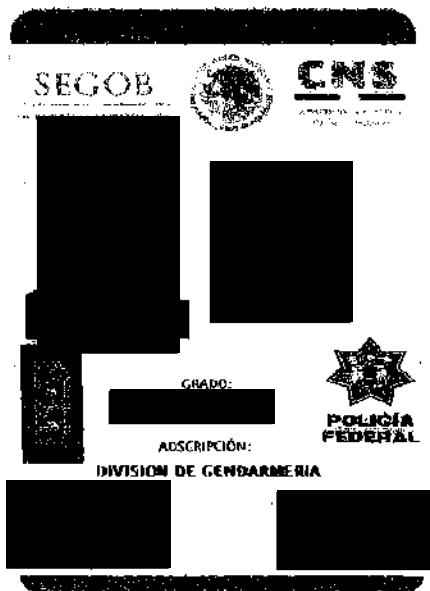 SEGOB
CNS
GRADO:
POLICÍA
FEDERAL
ADSCRIPCIÓN:
DIVISION DE GENDARMERIA